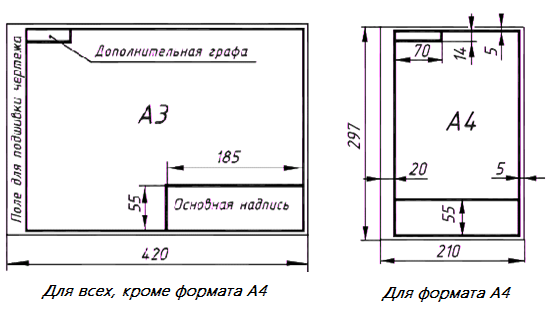 Дополнительная графа
Поле для подшивки чертежа
А3
185
55
Основная надпись
420
Для всех, кроме формата А4
70
14
5
297
А4
20
5
55
210
Для формата А4